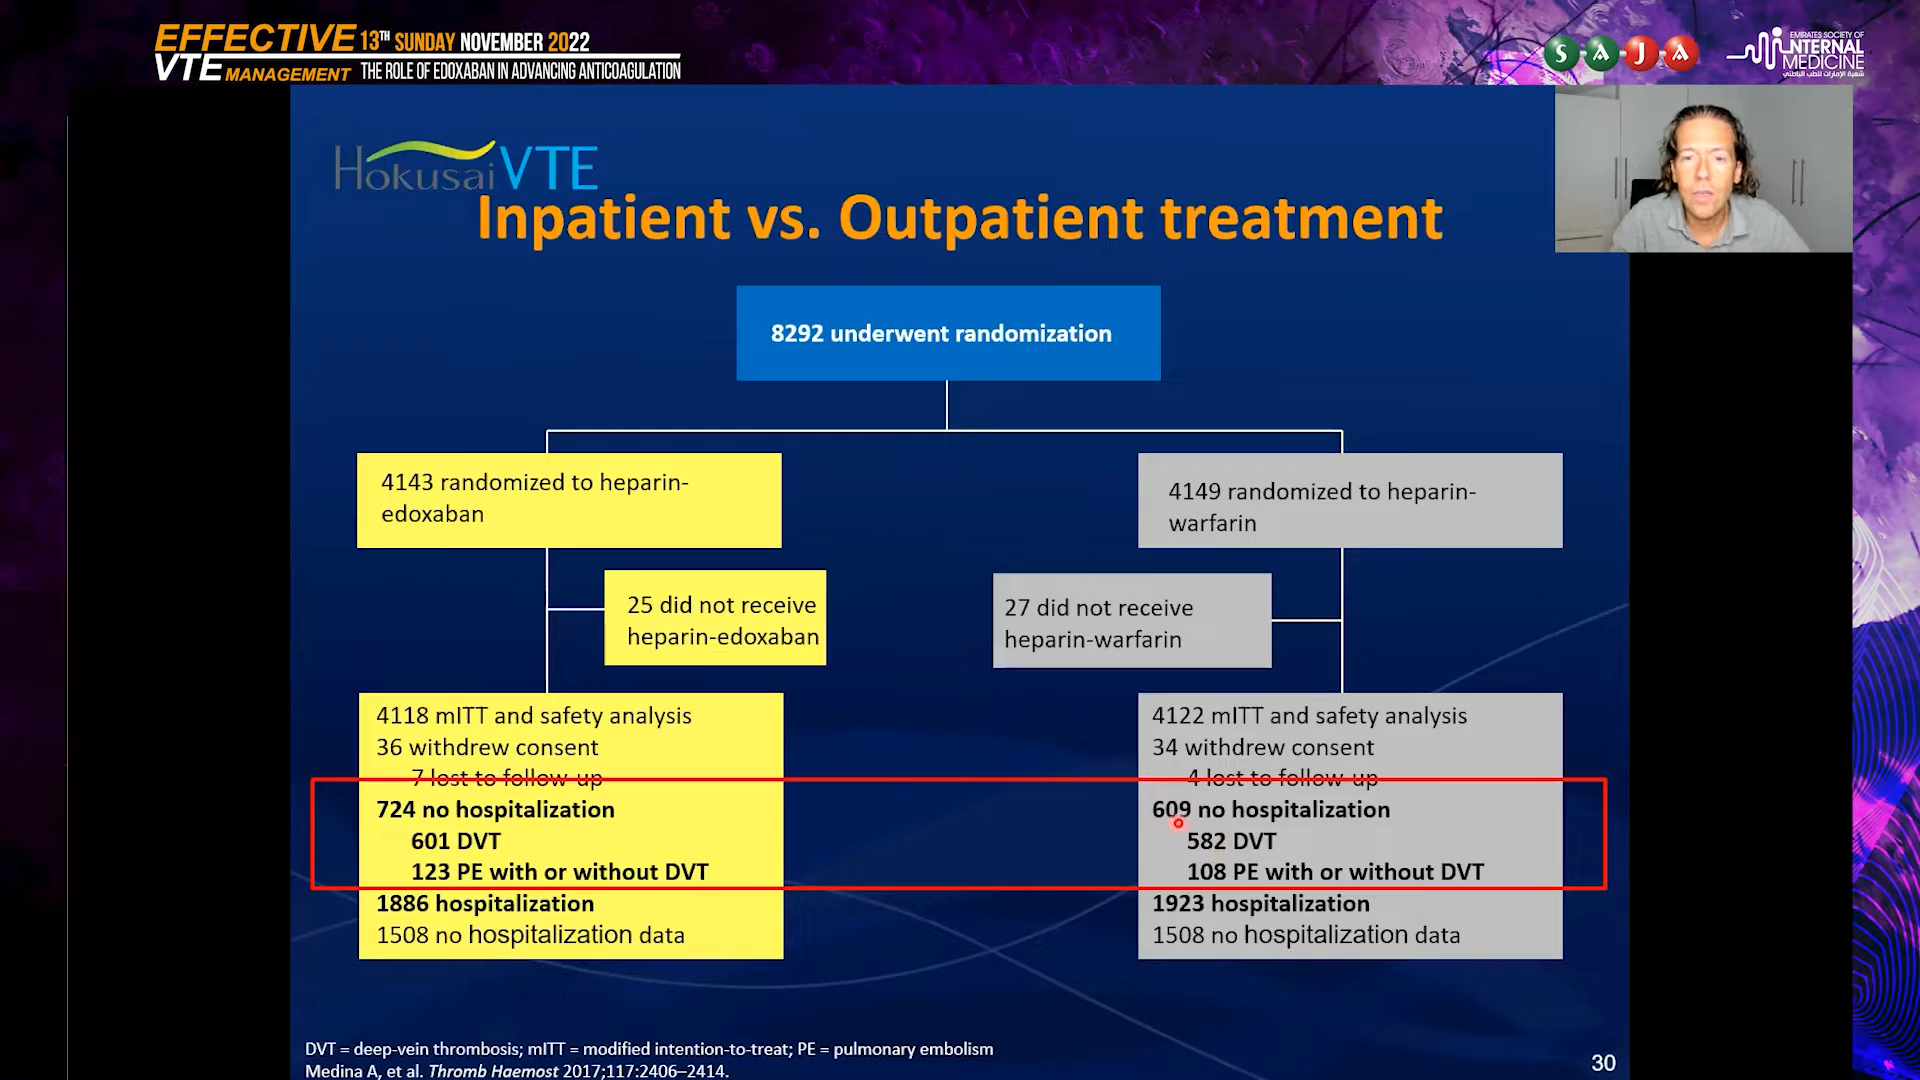 EFFECTIVE 13TH SUNDAY NOVEMBER 2022
VTE MANAGEMENT THE ROLE OF EDOXABAN IN ADVANCING ANTICOAGULATION
SAJA
EMIRATES SOCIETY OF
INTERNAL
MEDICINE
شعبة الإمارات للطب الباطني
Hokusai VTE
Inpatient vs. Outpatient treatment
8292 underwent randomization
4143 randomized to heparin-
edoxaban
4149 randomized to heparin-
warfarin
25 did not receive
heparin-edoxaban
27 did not receive
heparin-warfarin
4118 mITT and safety analysis
36 withdrew consent
7 lost to follow-up
724 no hospitalization
601 DVT
123 PE with or without DVT
1886 hospitalization
1508 no hospitalization data
4122 mITT and safety analysis
34 withdrew consent
4 lost to follow-up
609 no hospitalization
582 DVT
108 PE with or without DVT
1923 hospitalization
1508 no hospitalization data
DVT = deep-vein thrombosis; mITT = modified intention-to-treat; PE = pulmonary embolism
Medina A, et al. Thromb Haemost 2017;117:2406–2414.
30